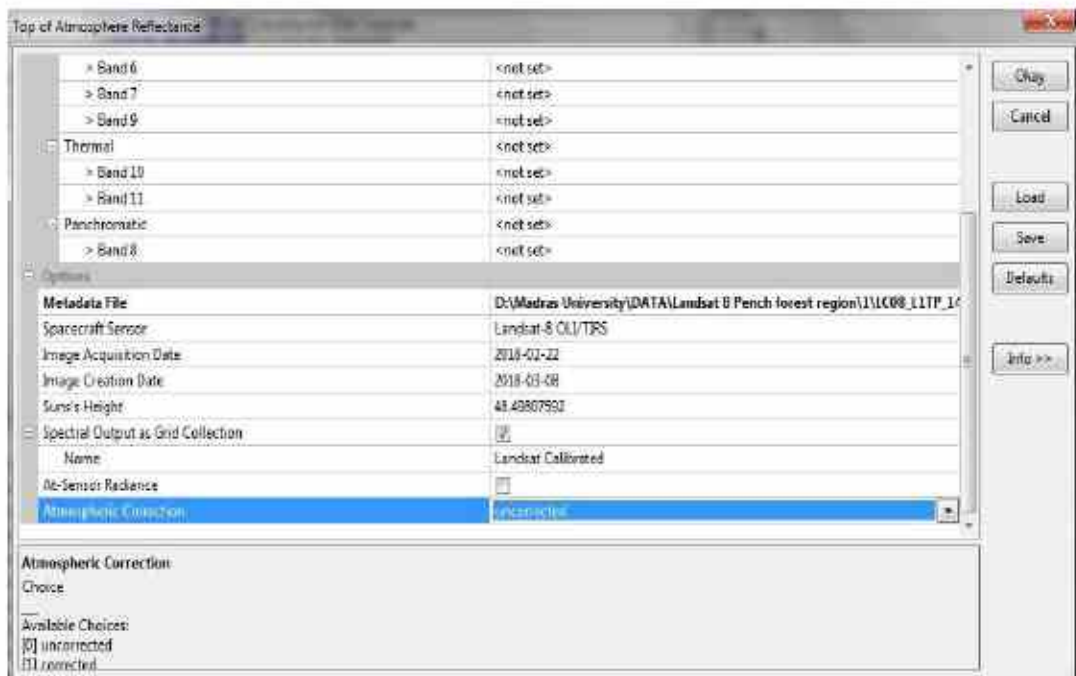 Top of Atmosphere Reflectance
> Band 6 <not set>
> Band 7 <not set>
> Band 9 <not set>
Thermal <not set>
> Band 10 <not set>
> Band 11 <not set>
Panchromatic <not set>
> Band 8 <not set>
Options
Metadata File D:\Madras University\DATA\Landsat 8 Pench forest region\1\LC08_L1TP_14
Spacecraft Sensor Landsat-8 OLI/TIRS
Image Acquisition Date 2018-02-22
Image Creation Date 2018-03-08
Suns's Height 48.49807592
Spectral Output as Grid Collection
Name Landsat Calibrated
At-Sensor Radiance
Atmospheric Correction uncorrected
Okay
Cancel
Load
Save
Defaults
Info >>
Atmospheric Correction
Choice
Available Choices:
[0] uncorrected
[1] corrected